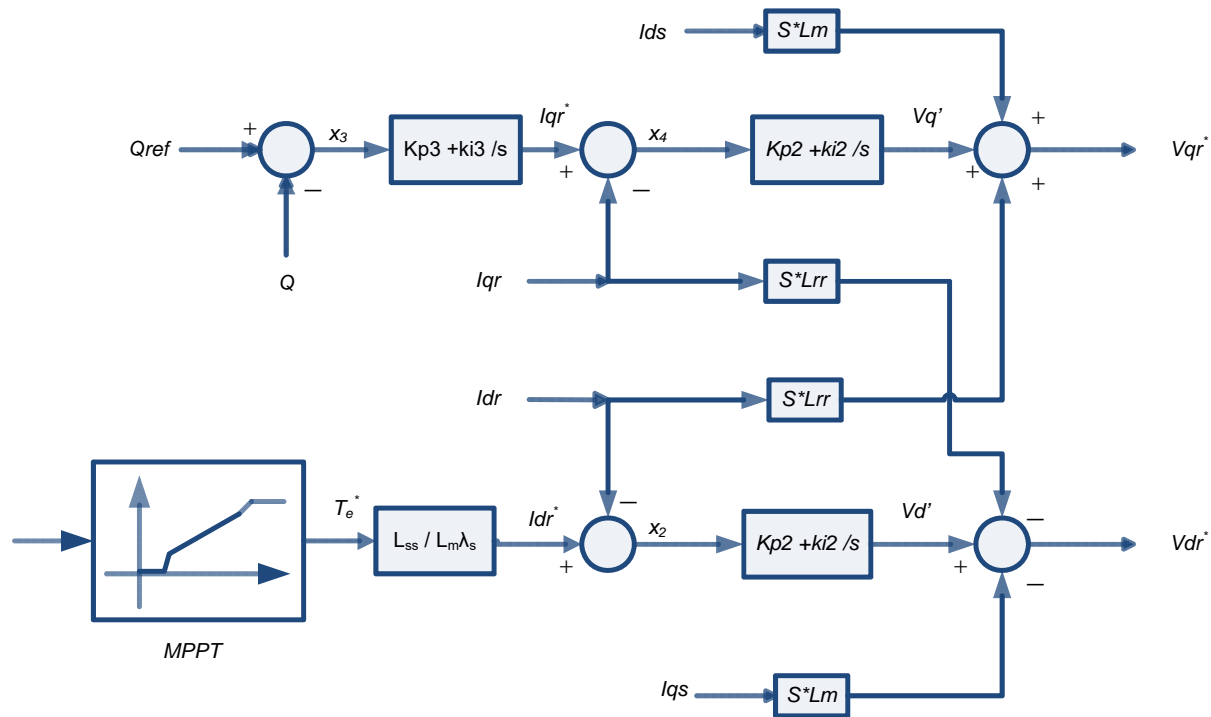 Ids
S*Lm
Qref
+
−
x3
Kp3 +ki3 /s
Iqr*
+
−
x4
Kp2 +ki2 /s
Vq’
+
+
+
Vqr*
Q
Iqr
S*Lrr
Idr
S*Lrr
MPPT
Te*
Lss / Lmλs
Idr*
−
+
x2
Kp2 +ki2 /s
Vd’
−
+
−
Vdr*
Iqs
S*Lm